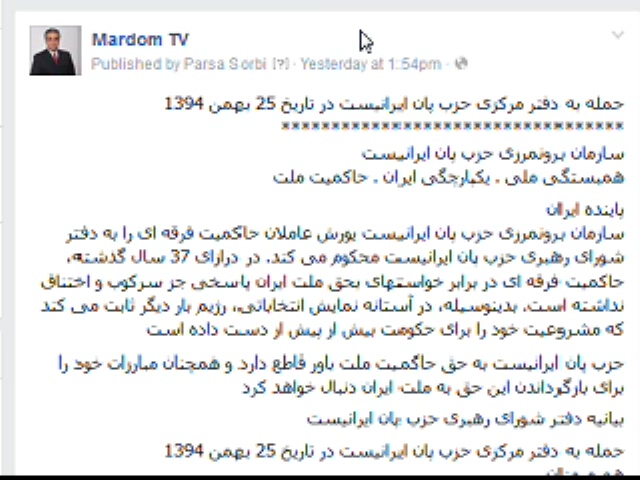 Mardom TV
Published by Parsa Sorbi [?] · Yesterday at 1:54pm ·
حمله به دفتر مرکزی حزب پان ایرانیست در تاریخ 25 بهمن 1394
**********************************
سازمان برونمرزی حزب پان ایرانیست
همبستگی ملی . یکپارچگی ایران . حاکمیت ملت
پاینده ایران
سازمان برونمرزی حزب پان ایرانیست یورش عاملان حاکمیت فرقه ای را به دفتر
شورای رهبری حزب پان ایرانیست محکوم می کند. در درازای 37 سال گذشته،
حاکمیت فرقه ای در برابر خواستهای بحق ملت ایران پاسخی جز سرکوب و اختناق
نداشته است. بدینوسیله، در آستانه نمایش انتخاباتی، رژیم بار دیگر ثابت می کند
که مشروعیت خود را برای حکومت بیش از پیش از دست داده است
حزب پان ایرانیست به حق حاکمیت ملت باور قاطع دارد. و همچنان مبارزات خود را
برای بازگرداندن این حق به ملت ایران دنبال خواهد کرد
بیانیه دفتر شورای رهبری حزب پان ایرانیست
حمله به دفتر مرکزی حزب پان ایرانیست در تاریخ 25 بهمن 1394